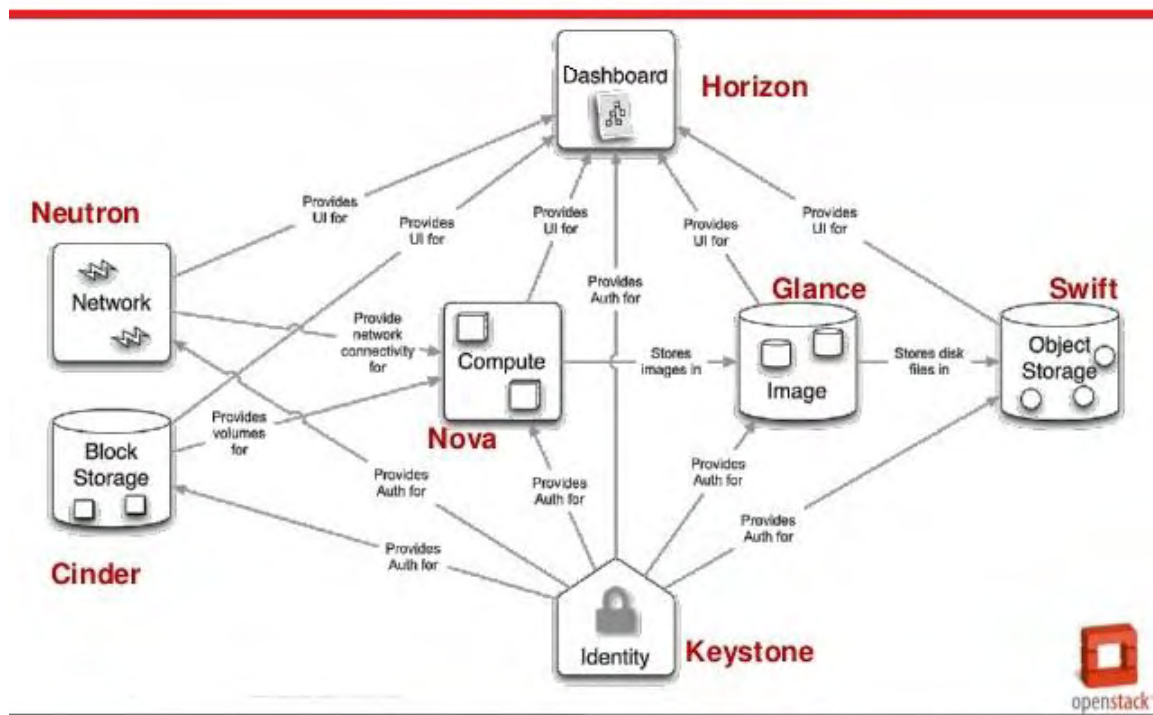 Dashboard
Horizon
Neutron
Provides
UI for
Provides
UI for
Provides
UI for
Provides
UI for
Provides
UI for
Network
Provides
Auth for
Glance
Swift
Provide
network
connectivity
for
Compute
Stores
images in
Image
Stores disk
files in
Object
Storage
Provides
volumes
for
Nova
Block
Storage
Provides
Auth for
Provides
Auth for
Provides
Auth for
Provides
Auth for
Provides
Auth for
Cinder
Identity
Keystone
openstack